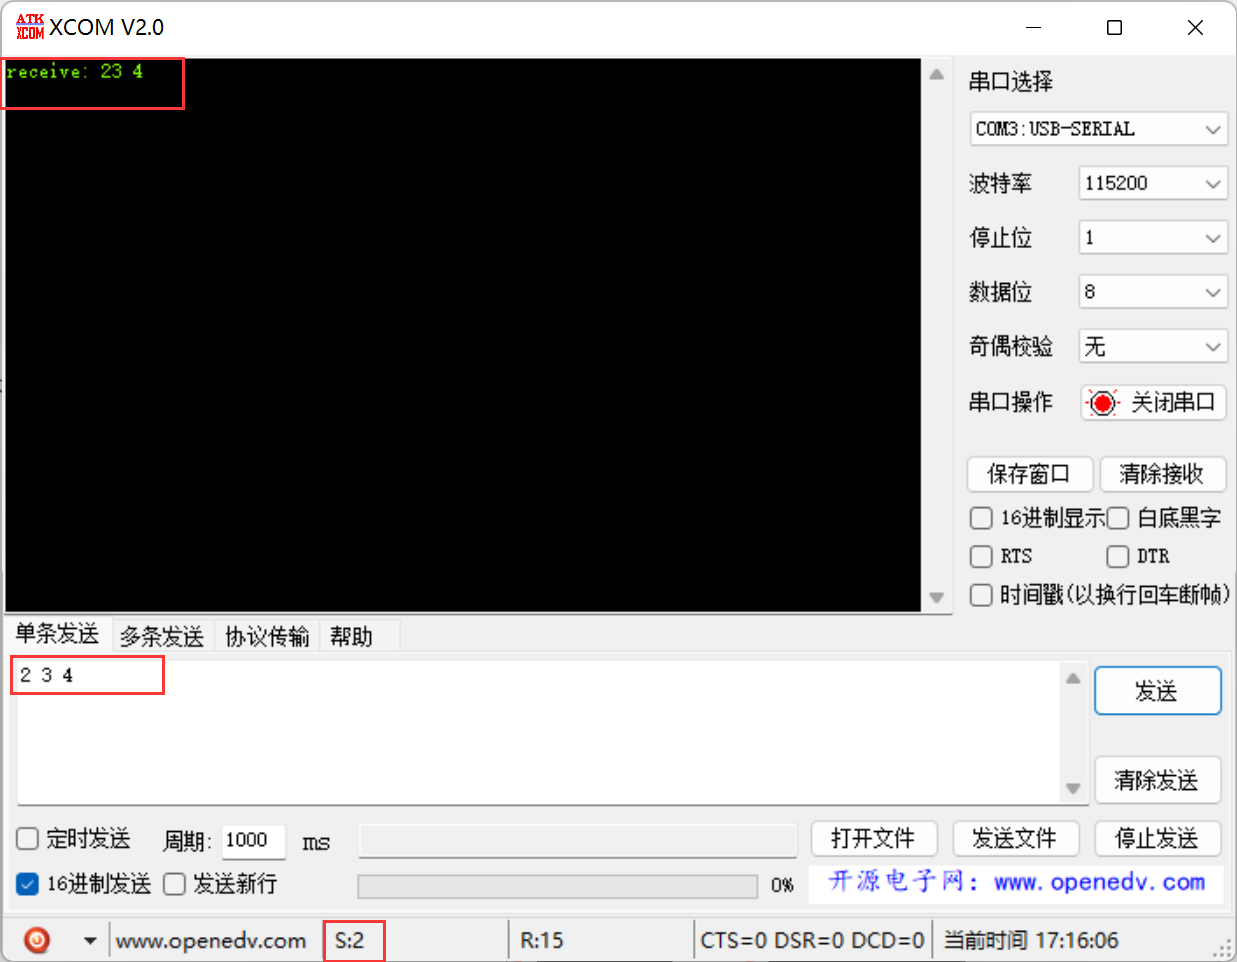 ATK XCOM XCOM V2.0
receive: 23 4
串口选择
COM3:USB-SERIAL
波特率 115200
停止位 1
数据位 8
奇偶校验 无
串口操作 关闭串口
保存窗口 清除接收
16进制显示 白底黑字
RTS DTR
时间戳(以换行回车断帧)
单条发送 多条发送 协议传输 帮助
2 3 4
发送
清除发送
定时发送 周期: 1000 ms 打开文件 发送文件 停止发送
16进制发送 发送新行 0% 开源电子网: www.openedv.com
www.openedv.com S:2 R:15 CTS=0 DSR=0 DCD=0 当前时间 17:16:06